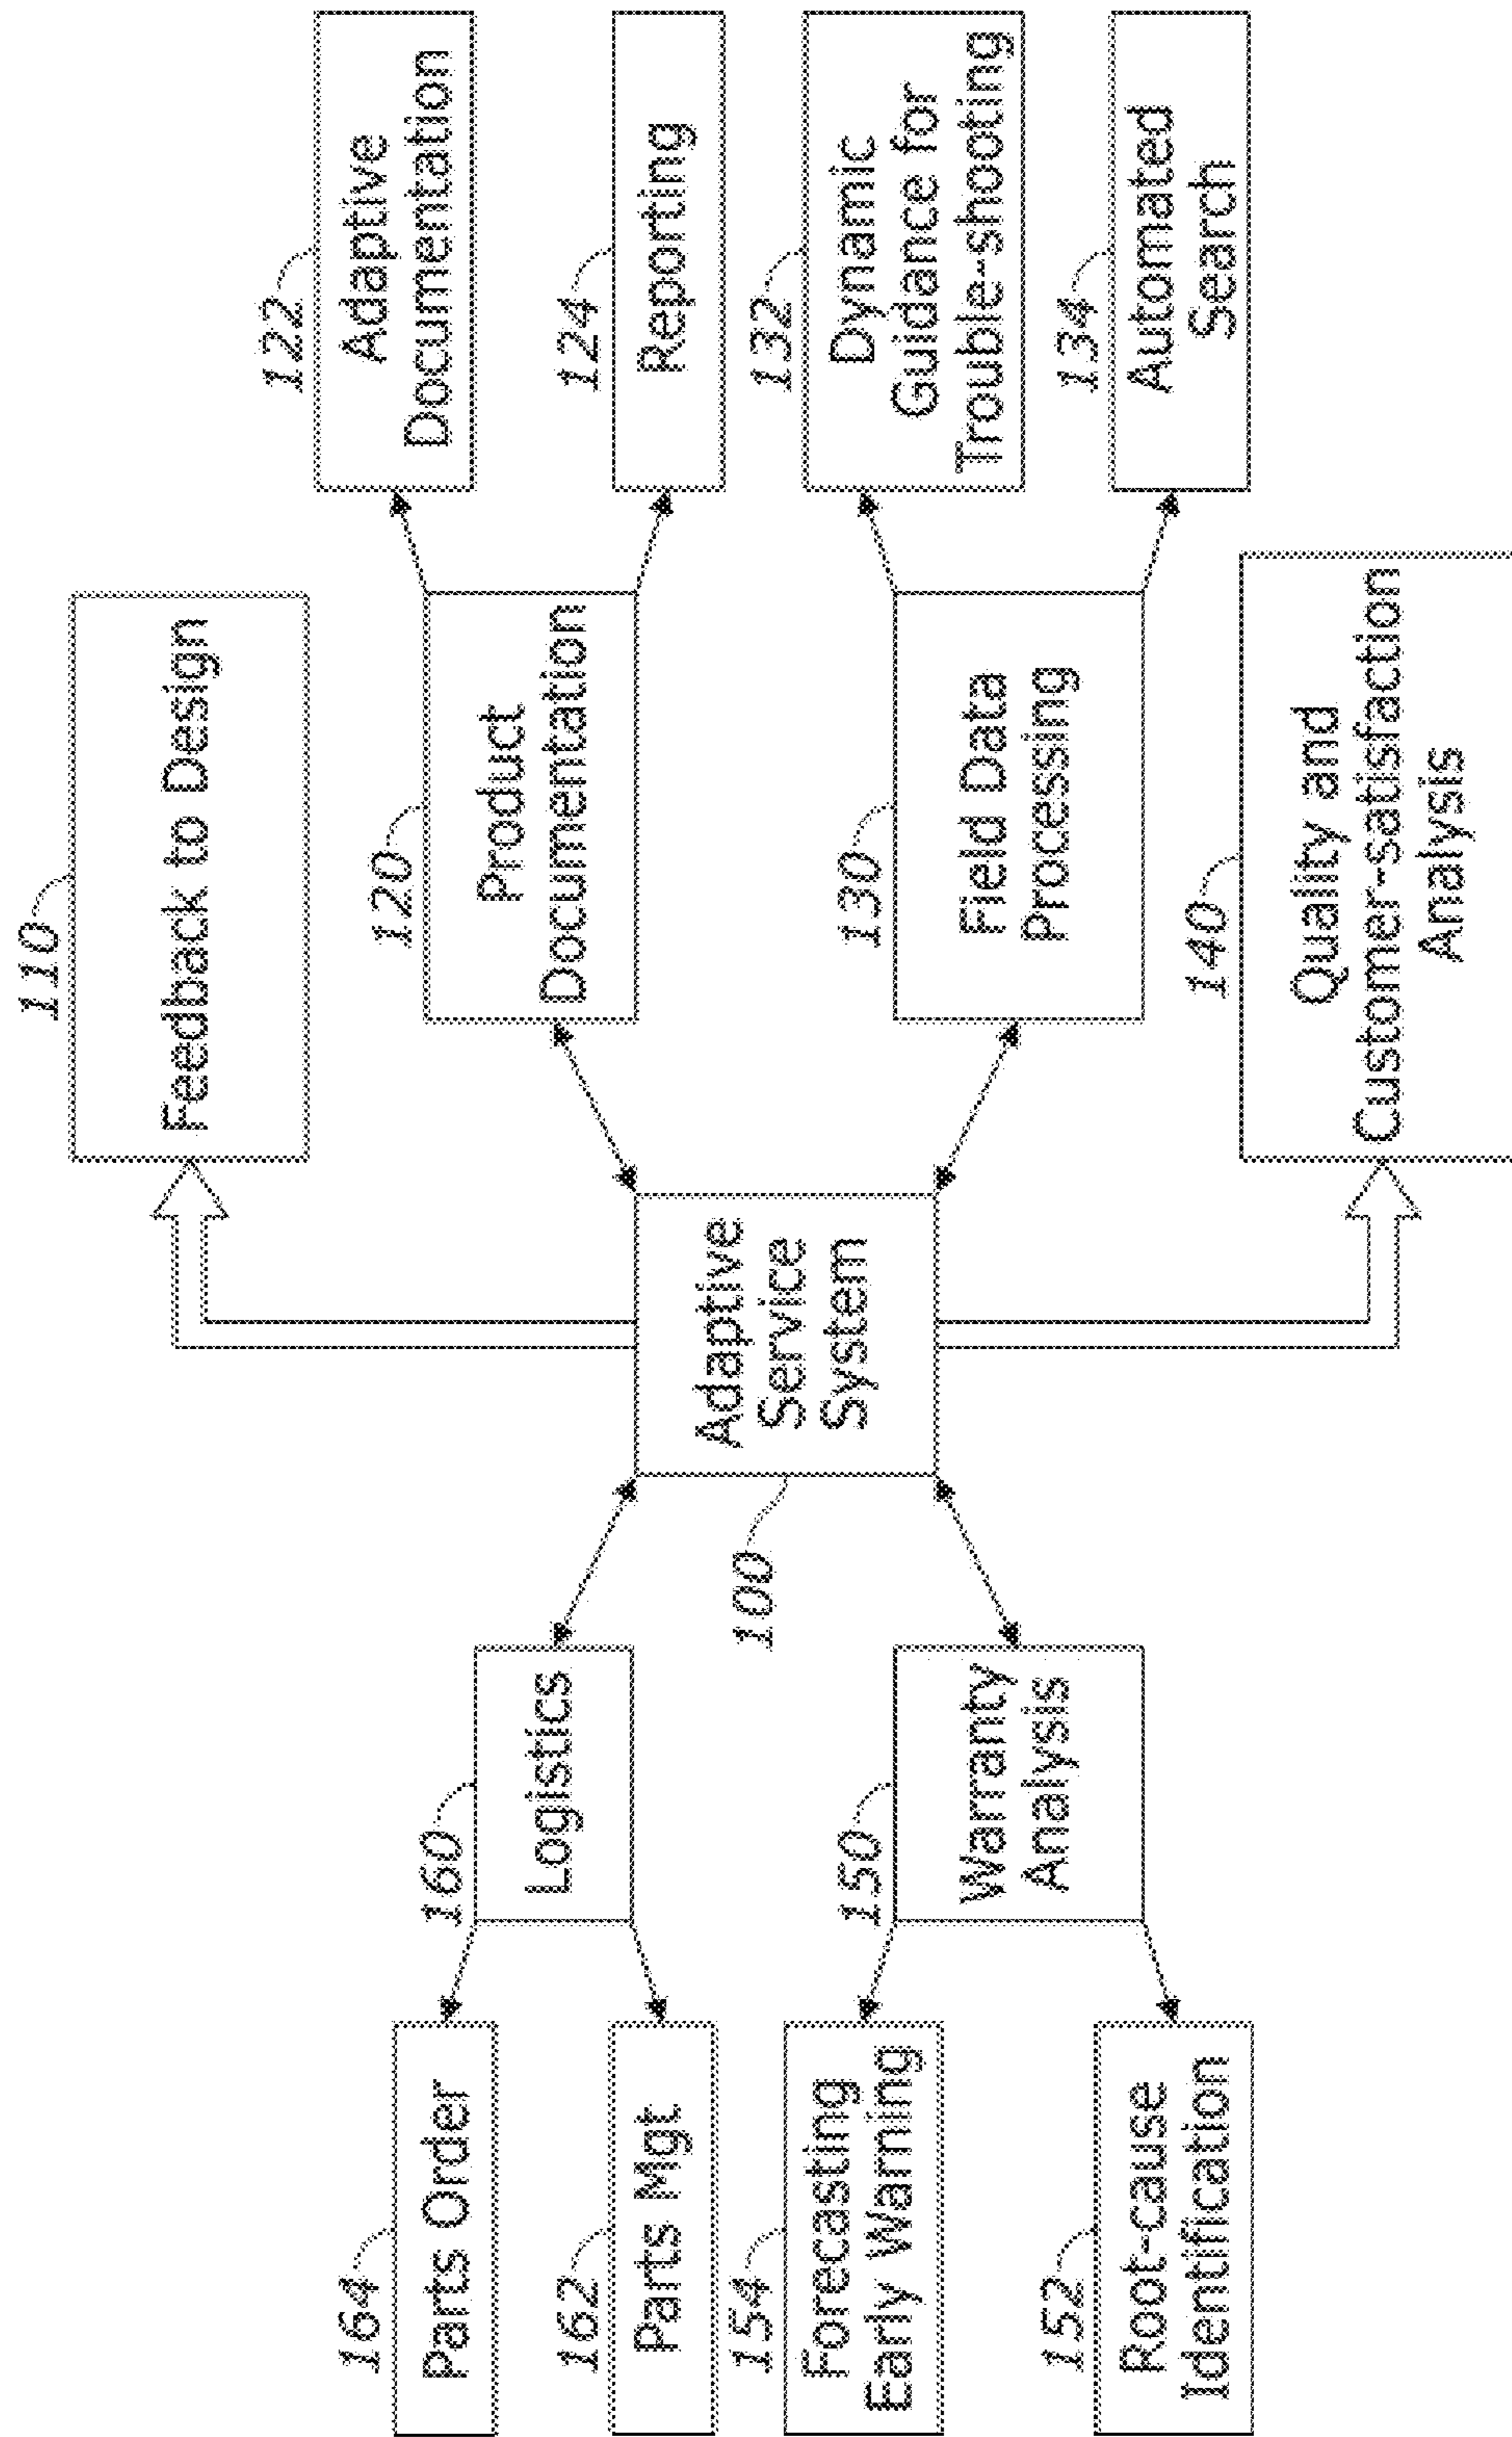 110
Feedback to Design
164
Parts Order
160
Logistics
120
Product
Documentation
122
Adaptive
Documentation
162
Parts Mgt
124
Reporting
100
Adaptive
Service
System
154
Forecasting
Early Warning
150
Warranty
Analysis
130
Field Data
Processing
132
Dynamic
Guidance for
Trouble-shooting
152
Root-cause
Identification
134
Automated
Search
140
Quality and
Customer-satisfaction
Analysis